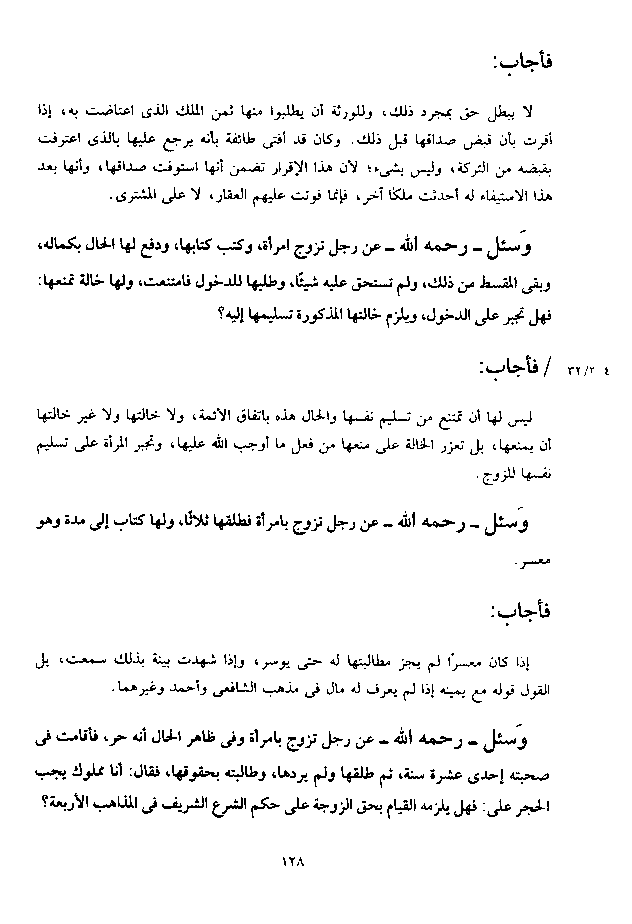 فأجاب:
لا يبطل حق بمجرد ذلك، وللورثة أن يطلبوا منها ثمن الملك الذى اعتاضت به، إذا
أقرت بأن قبض صداقها قبل ذلك. وكان قد أفتى طائفة بأنه يرجع عليها بالذى اعترفت
بقبضه من التركة، وليس بشىء؛ لأن هذا الإقرار تضمن أنها استوفت صداقها، وأنها بعد
هذا الاستيفاء له أحدثت ملكًا آخر، فإنما فوتت عليهم العقار، لا على المشترى.
وَسئل ــ رحمه الله ــ عن رجل تزوج امرأة، وكتب كتابها، ودفع لها الحال بكماله،
وبقى المقسط من ذلك، ولم تستحق عليه شيئًا، وطلبها للدخول فامتنعت، ولها خالة تمنعها:
فهل تجبر على الدخول، ويلزم خالتها المذكورة تسليمها إليه؟
/ فأجاب: ٣٢/٢٠٤
ليس لها أن تمتنع من تسليم نفسها والحال هذه باتفاق الأئمة، ولا خالتها ولا غير خالتها
أن يمنعها، بل تعزر الخالة على منعها من فعل ما أوجب الله عليها، وتجبر المرأة على تسليم
نفسها للزوج.
وَسئل ــ رحمه الله ــ عن رجل تزوج بامرأة فطلقها ثلاثًا، ولها كتاب إلى مدة وهو
معسر.
فأجاب:
إذا كان معسرًا لم يجز مطالبتها له حتى يوسر، وإذا شهدت بينة بذلك سمعت، بل
القول قوله مع يمينه إذا لم يعرف له مال فى مذهب الشافعى وأحمد وغيرهما.
وَسئل ــ رحمه الله ــ عن رجل تزوج بامرأة وفى ظاهر الحال أنه حر، فأقامت فى
صحبته إحدى عشرة سنة، ثم طلقها ولم يردها، وطالبته بحقوقها، فقال: أنا مملوك يجب
الحجر على: فهل يلزمه القيام بحق الزوجة على حكم الشرع الشريف فى المذاهب الأربعة؟
١٢٨